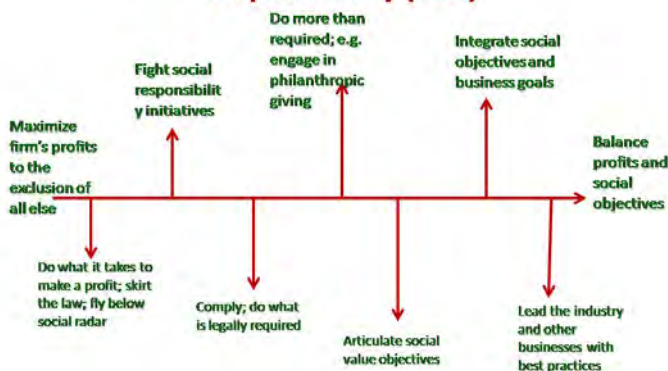 Do more than
required; e.g.
engage in
philanthropic
giving
Integrate social
objectives and
business goals
Fight social
responsibilit
y initiatives
Maximize
firm's profits
to the
exclusion of
all else
Balance
profits and
social
objectives
Do what it takes to
make a profit; skirt
the law; fly below
social radar
Comply; do what
is legally required
Articulate social
value objectives
Lead the industry
and other
businesses with
best practices